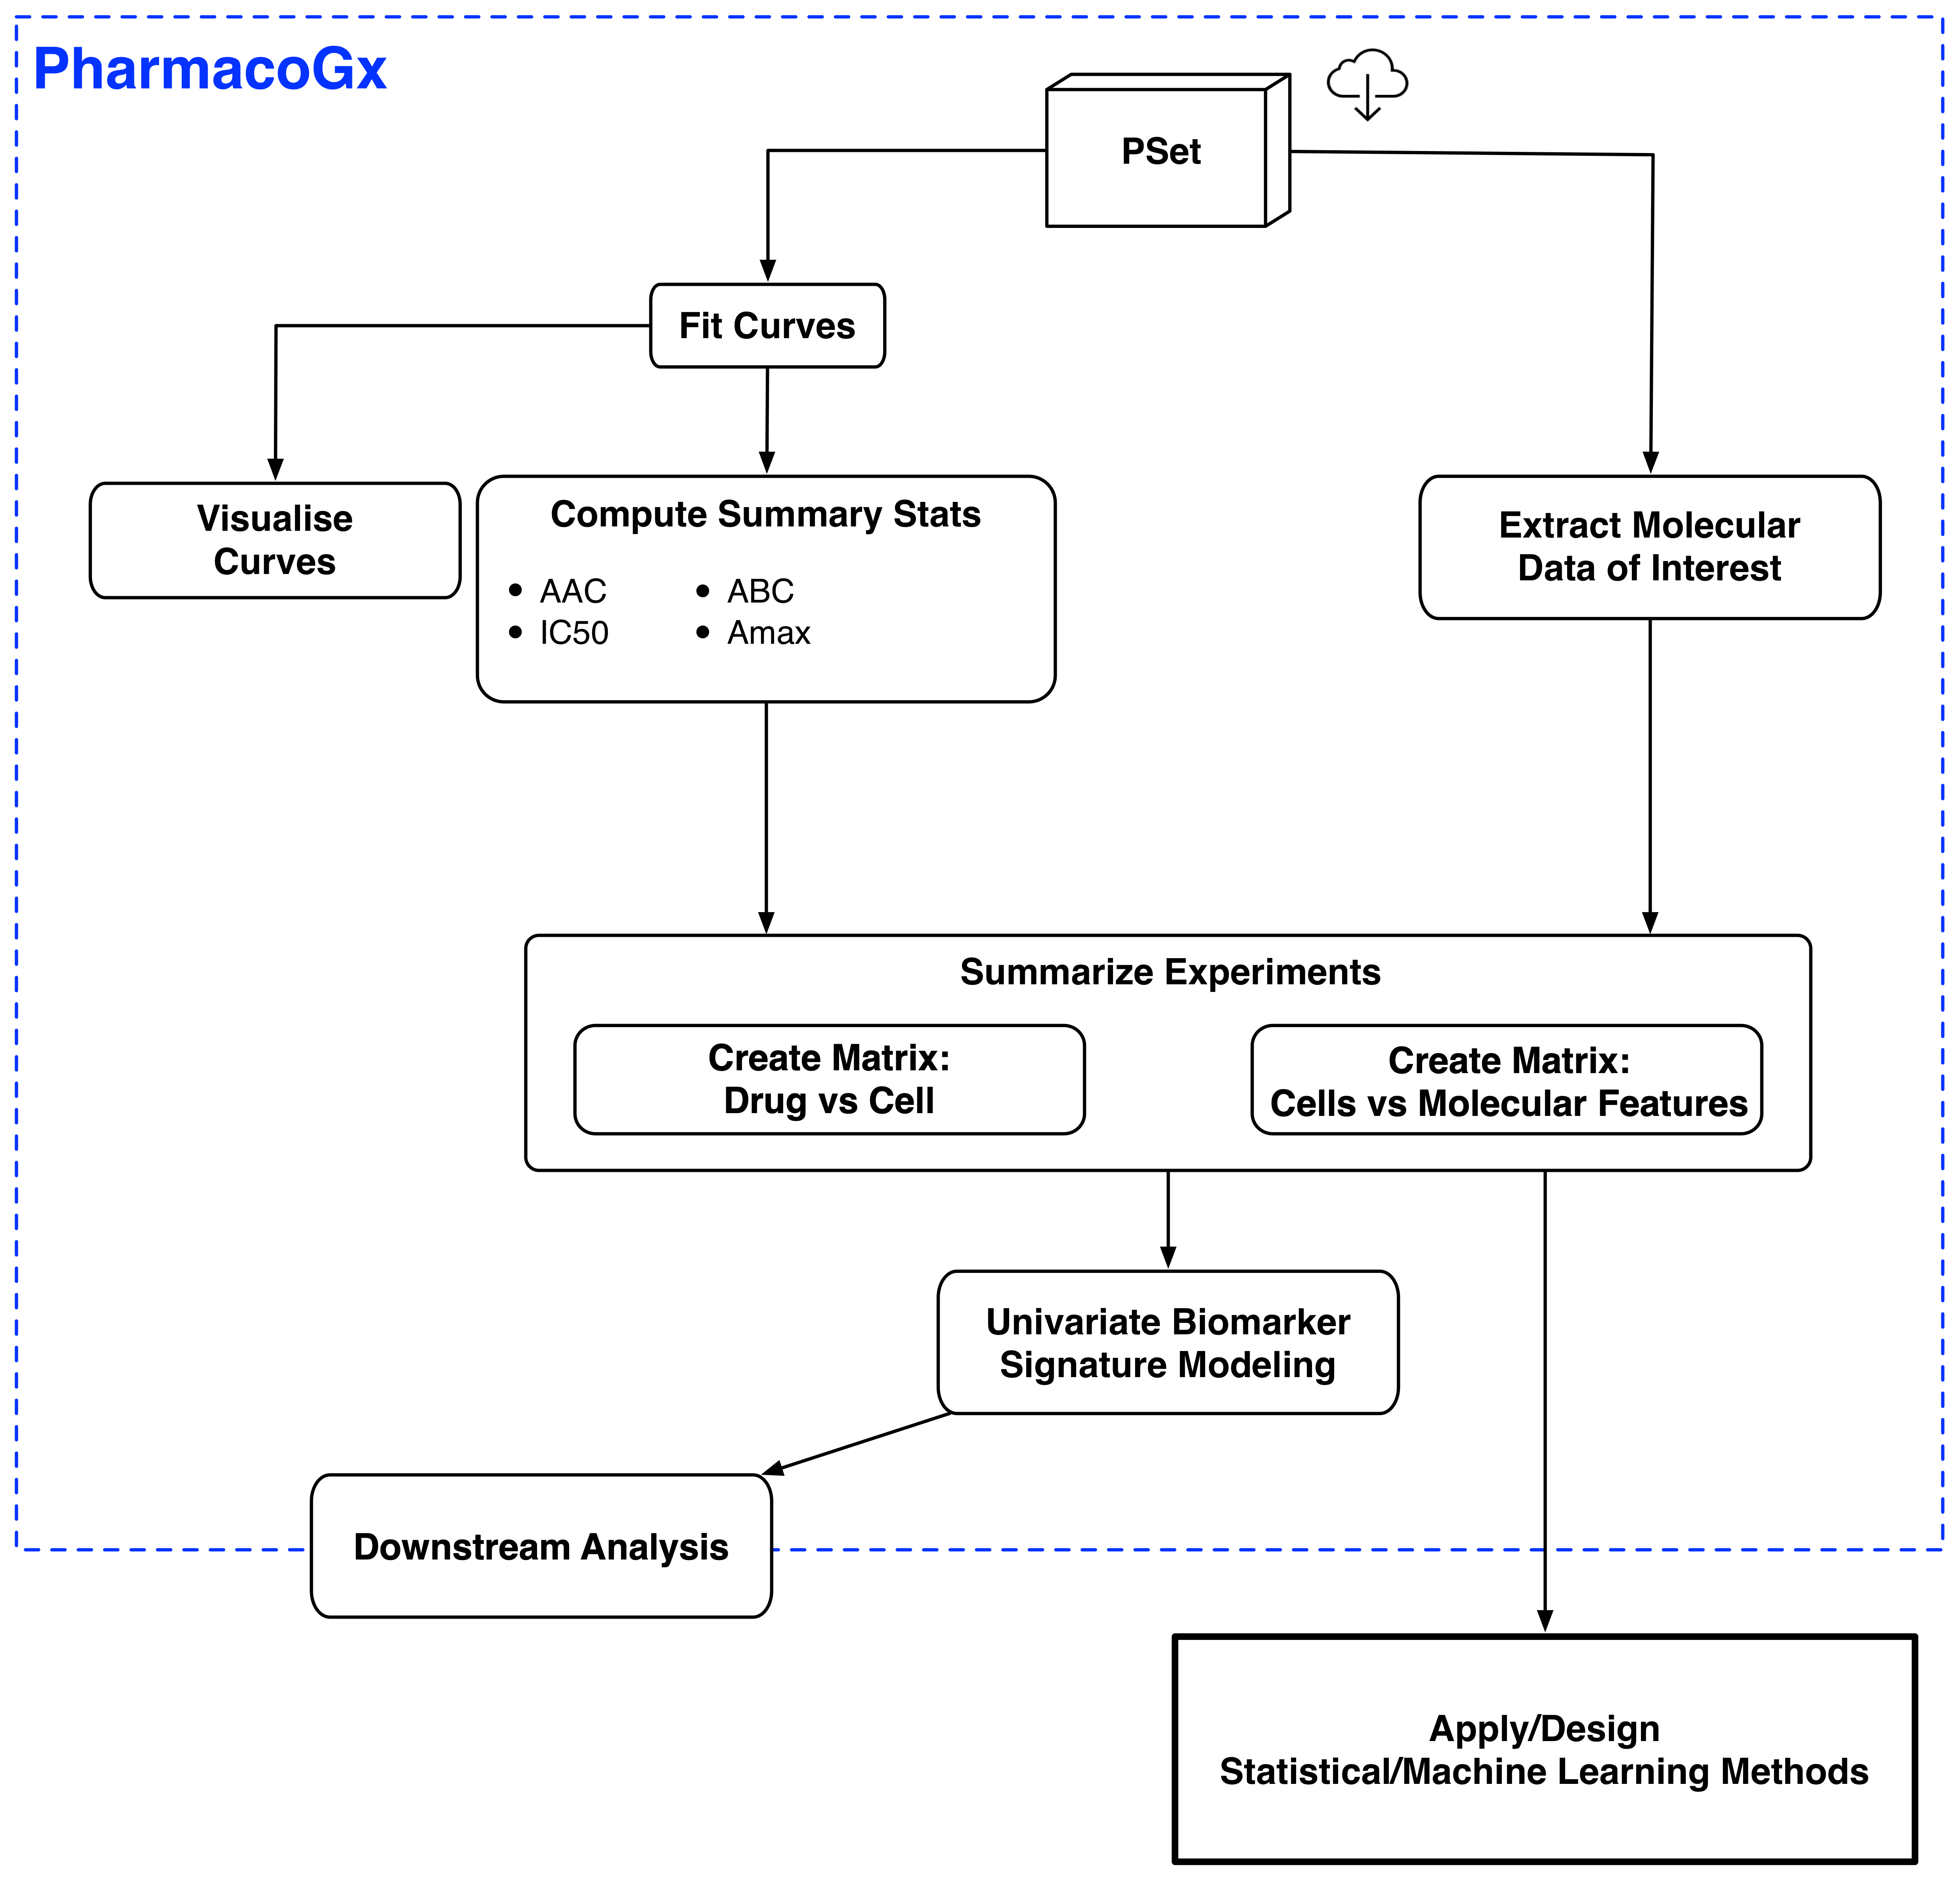 PharmacoGx
PSet
Fit Curves
Visualise
Curves
Compute Summary Stats
• AAC
• IC50
• ABC
• Amax
Extract Molecular
Data of Interest
Summarize Experiments
Create Matrix:
Drug vs Cell
Create Matrix:
Cells vs Molecular Features
Univariate Biomarker
Signature Modeling
Downstream Analysis
Apply/Design
Statistical/Machine Learning Methods